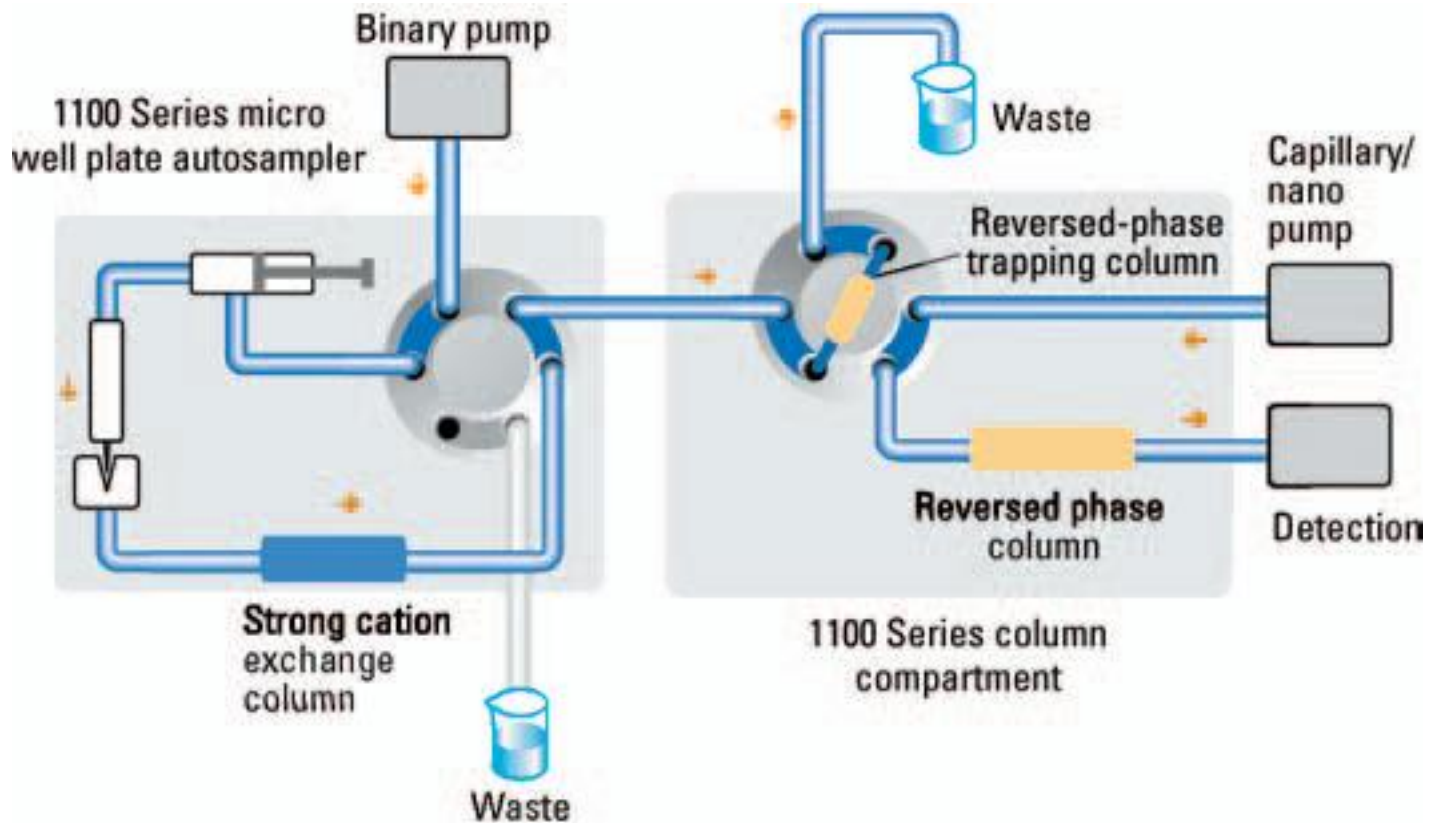 Binary pump
1100 Series micro
well plate autosampler
Waste
Capillary/
nano
pump
Reversed-phase
trapping column
Reversed phase
column
Detection
Strong cation
exchange
column
1100 Series column
compartment
Waste